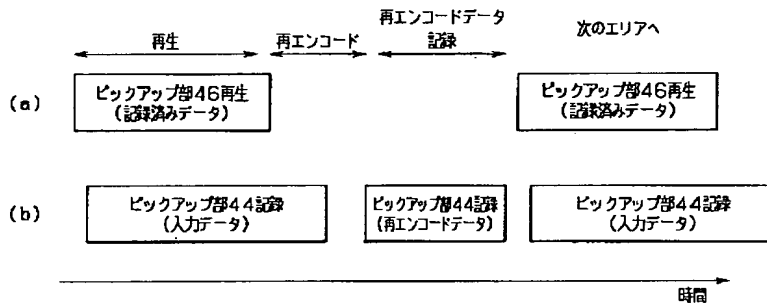 再生
再エンコード
再エンコードデータ
記録
次のエリアへ
(a)
ピックアップ部46再生
(記録済みデータ)
ピックアップ部46再生
(記録済みデータ)
(b)
ピックアップ部44記録
(入力データ)
ピックアップ部44記録
(再エンコードデータ)
ピックアップ部44記録
(入力データ)
時間